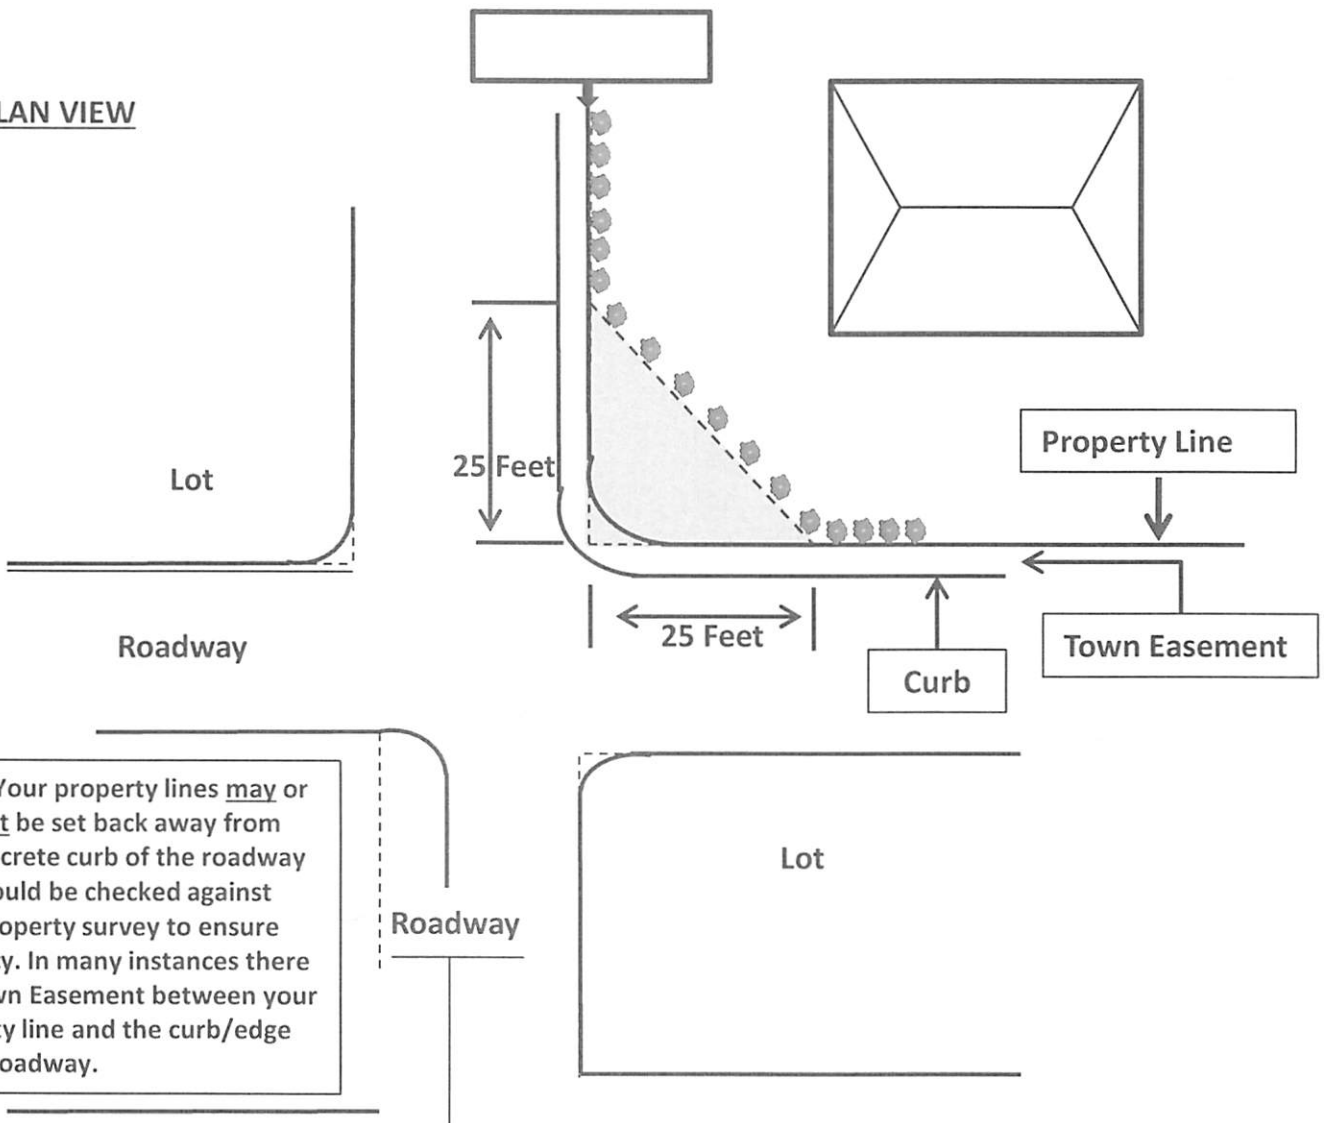 LAN VIEW
Property Line
25 Feet
Lot
25 Feet
Roadway
Town Easement
Curb
Your property lines may or
t be set back away from
crete curb of the roadway
ould be checked against
operty survey to ensure
y. In many instances there
wn Easement between your
ty line and the curb/edge
oadway.
Lot
Roadway